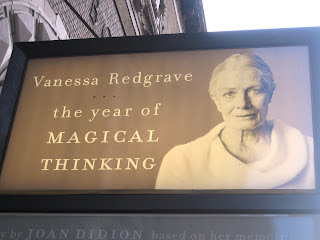 Vanessa Redgrave
...
the year of
MAGICAL
THINKING
by JOAN DIDION based on her memoir